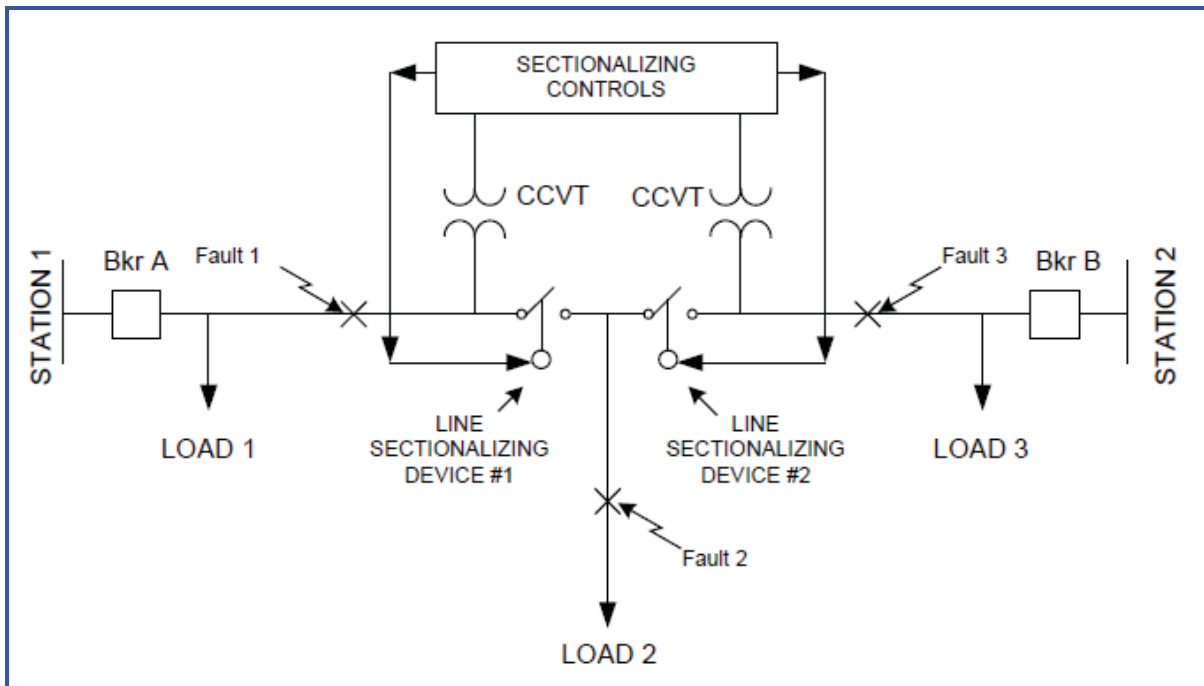 SECTIONALIZING
CONTROLS
CCVT
CCVT
STATION 1
Bkr A
Fault 1
Fault 3
Bkr B
STATION 2
LOAD 1
LINE
SECTIONALIZING
DEVICE #1
LINE
SECTIONALIZING
DEVICE #2
LOAD 3
Fault 2
LOAD 2